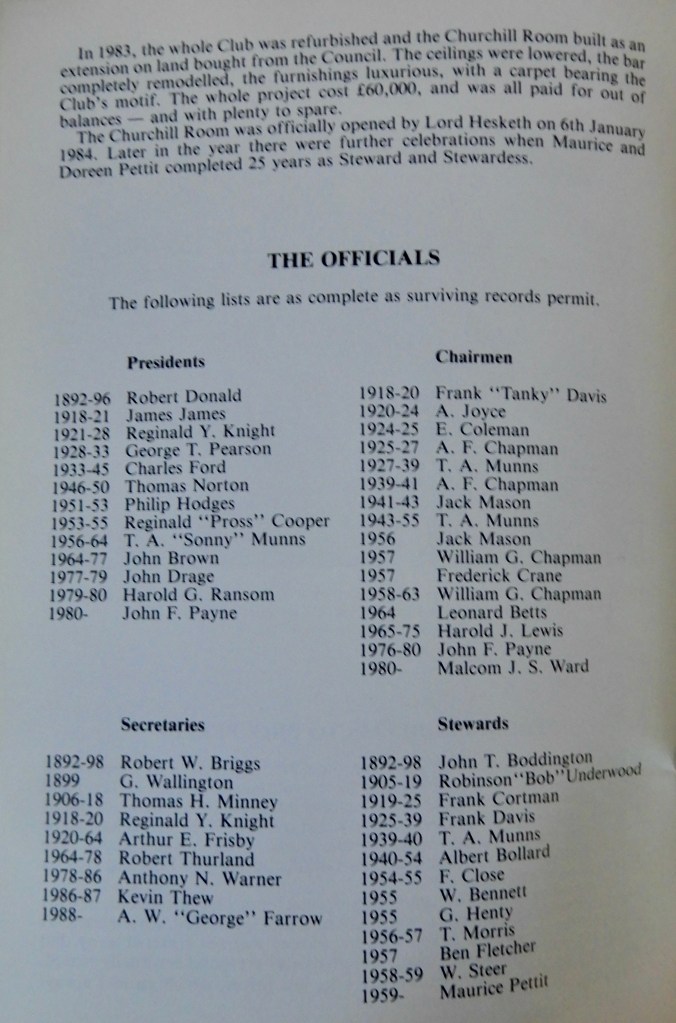 In 1983, the whole Club was refurbished and the Churchill Room built as an
extension on land bought from the Council. The ceilings were lowered, the bar
completely remodelled, the furnishings luxurious, with a carpet bearing the
Club's motif. The whole project cost £60,000, and was all paid for out of
balances — and with plenty to spare.
The Churchill Room was officially opened by Lord Hesketh on 6th January
1984. Later in the year there were further celebrations when Maurice and
Doreen Pettit completed 25 years as Steward and Stewardess.
THE OFFICIALS
The following lists are as complete as surviving records permit.
Presidents
1892-96 Robert Donald
1918-21 James James
1921-28 Reginald Y. Knight
1928-33 George T. Pearson
1933-45 Charles Ford
1946-50 Thomas Norton
1951-53 Philip Hodges
1953-55 Reginald "Pross" Cooper
1956-64 T. A. "Sonny" Munns
1964-77 John Brown
1977-79 John Drage
1979-80 Harold G. Ransom
1980- John F. Payne
Chairmen
1918-20 Frank "Tanky" Davis
1920-24 A. Joyce
1924-25 E. Coleman
1925-27 A. F. Chapman
1927-39 T. A. Munns
1939-41 A. F. Chapman
1941-43 Jack Mason
1943-55 T. A. Munns
1956 Jack Mason
1957 William G. Chapman
1957 Frederick Crane
1958-63 William G. Chapman
1964 Leonard Betts
1965-75 Harold J. Lewis
1976-80 John F. Payne
1980- Malcom J. S. Ward
Secretaries
1892-98 Robert W. Briggs
1899 G. Wallington
1906-18 Thomas H. Minney
1918-20 Reginald Y. Knight
1920-64 Arthur E. Frisby
1964-78 Robert Thurland
1978-86 Anthony N. Warner
1986-87 Kevin Thew
1988- A. W. "George" Farrow
Stewards
1892-98 John T. Boddington
1905-19 Robinson "Bob" Underwood
1919-25 Frank Cortman
1925-39 Frank Davis
1939-40 T. A. Munns
1940-54 Albert Bollard
1954-55 F. Close
1955 W. Bennett
1955 G. Henty
1956-57 T. Morris
1957 Ben Fletcher
1958-59 W. Steer
1959- Maurice Pettit